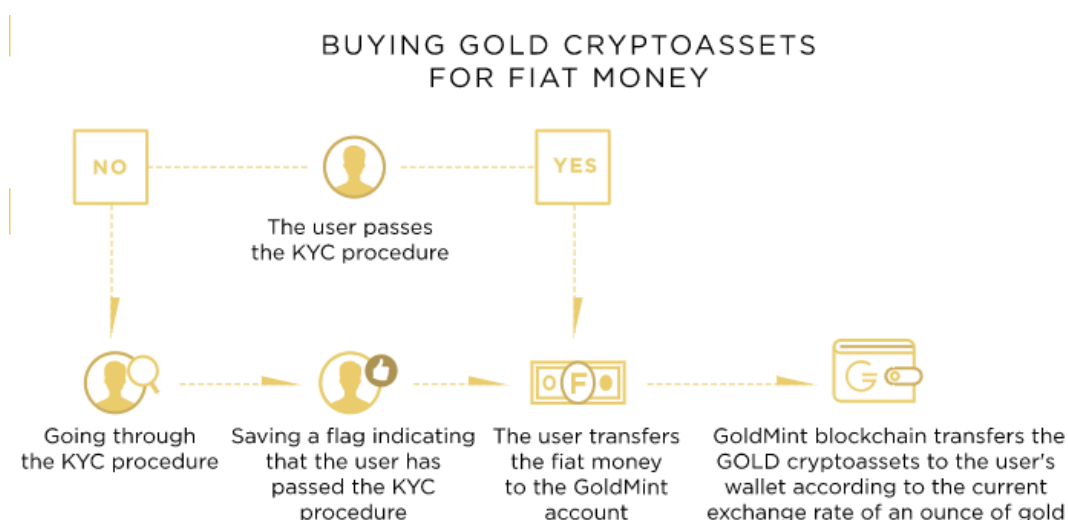 BUYING GOLD CRYPTOASSETS
FOR FIAT MONEY
NO
YES
The user passes
the KYC procedure
F
G
Going through
the KYC procedure
Saving a flag indicating
that the user has
passed the KYC
procedure
The user transfers
the fiat money
to the GoldMint
account
GoldMint blockchain transfers the
GOLD cryptoassets to the user's
wallet according to the current
exchange rate of an ounce of gold